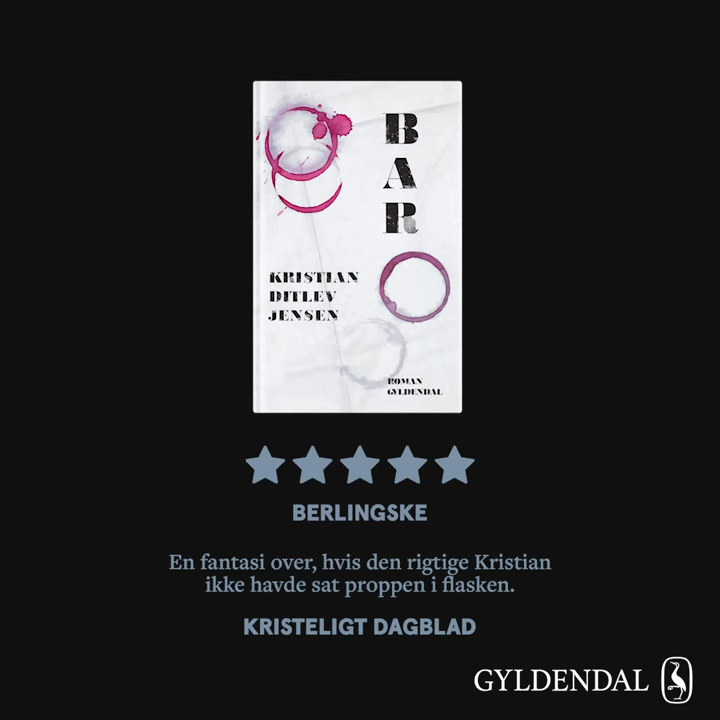 B
A
R
KRISTIAN
DITLEV
JENSEN
ROMAN
GYLDENDAL
BERLINGSKE
En fantasi over, hvis den rigtige Kristian
ikke havde sat proppen i flasken.
KRISTELIGT DAGBLAD
GYLDENDAL